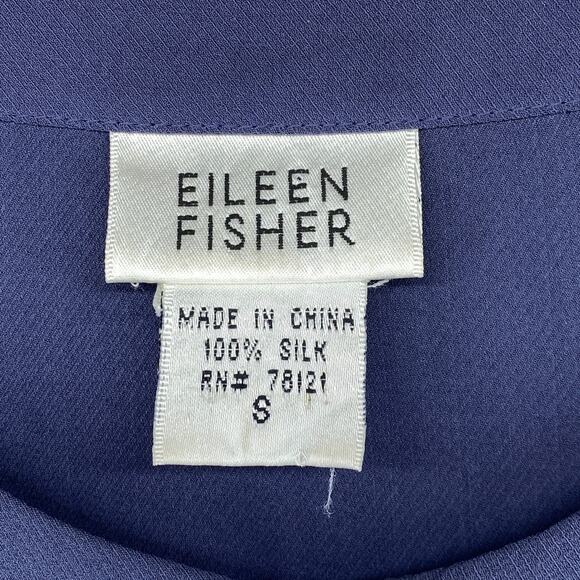 EILEEN
FISHER
MADE IN CHINA
100% SILK
RN# 78121
S